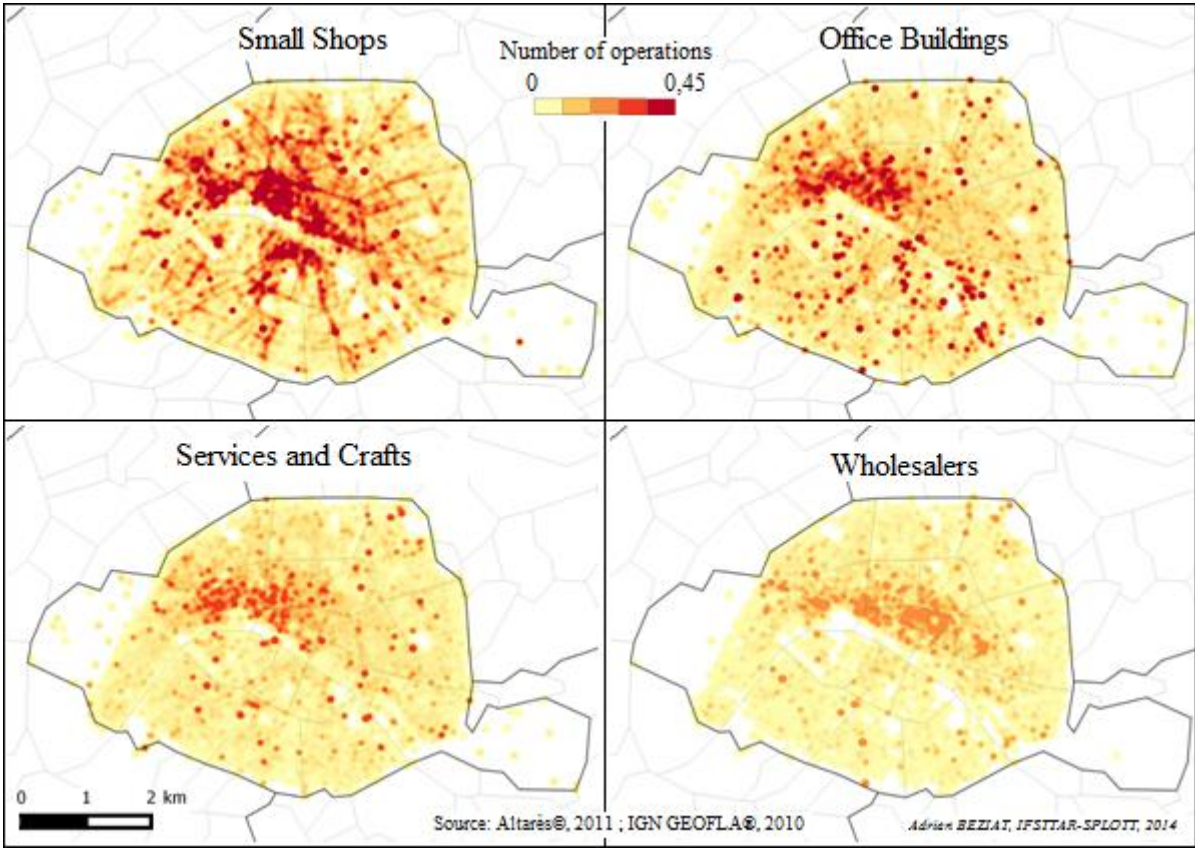 Small Shops
Office Buildings
Number of operations
0 0,45
Services and Crafts
Wholesalers
0 1 2 km
Source: Altarès®, 2011 ; IGN GEOFLA®, 2010
Adrien BEZIAT, IFSTTAR-SPLOTT, 2014